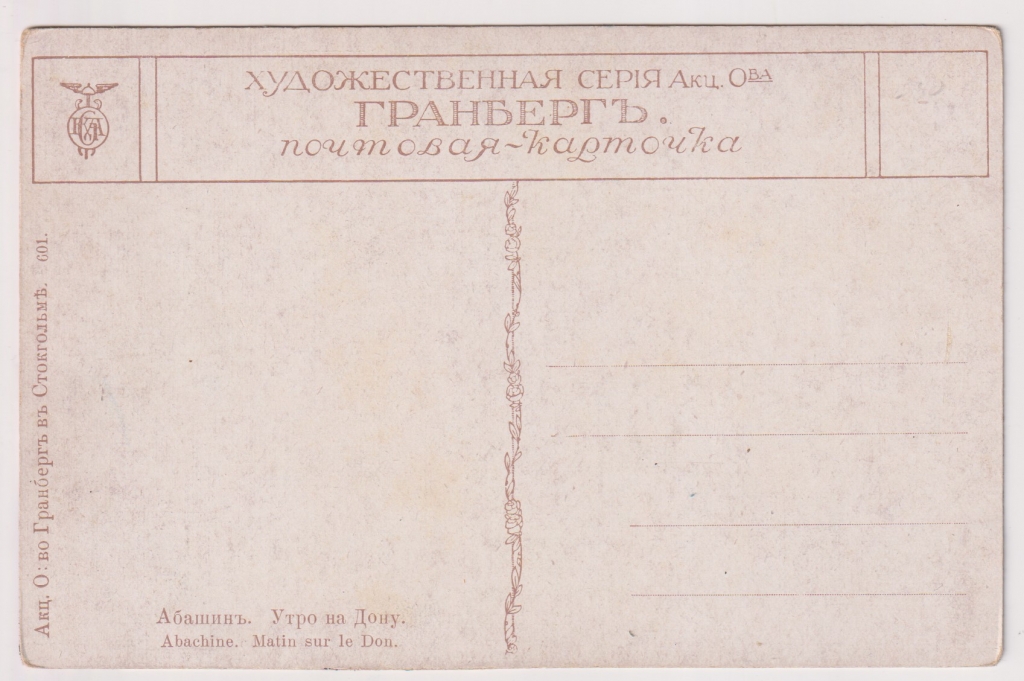 ХУДОЖЕСТВЕННАЯ СЕРІЯ Акц. Ова
ГРАНБЕРГЪ.
почтовая-карточка
Акц. О: во Гранбергъ въ Стокгольмѣ. 601.
Абашинъ. Утро на Дону.
Abachine. Matin sur le Don.